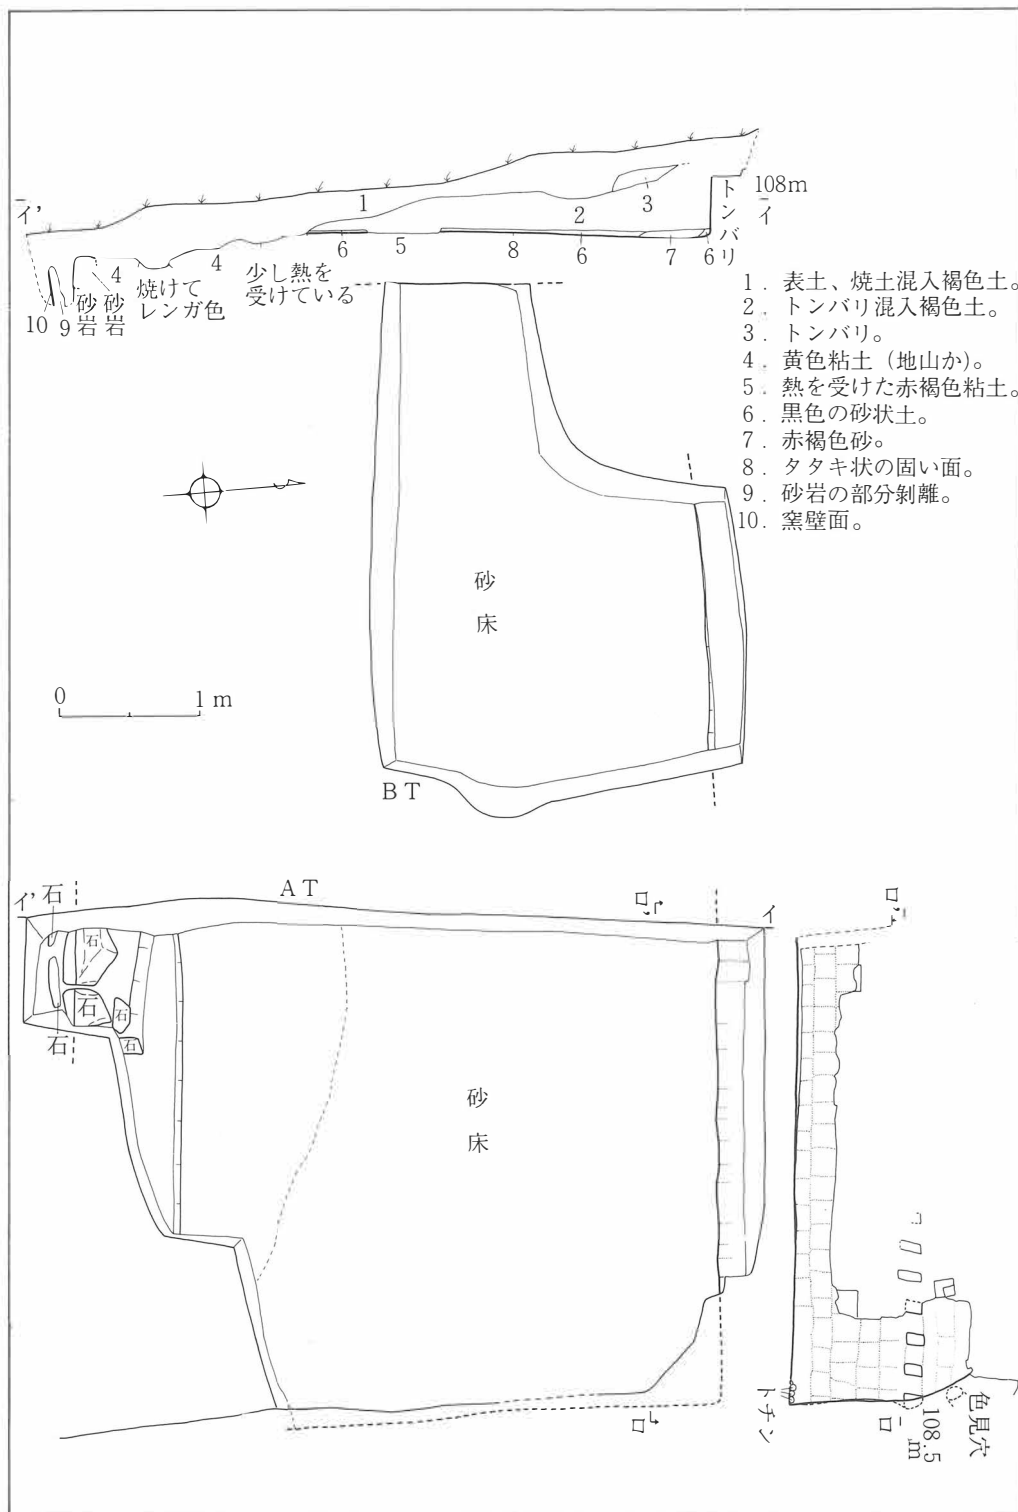 イ'
1
2
3
トンバリ
108m
イ
6
5
8
6
7
6
10
9
砂岩
4
砂岩
焼けて
レンガ色
4
少し熱を
受けている
1. 表土、焼土混入褐色土。
2. トンバリ混入褐色土。
3. トンバリ。
4. 黄色粘土（地山か）。
5. 熱を受けた赤褐色粘土。
6. 黒色の砂状土。
7. 赤褐色砂。
8. タタキ状の固い面。
9. 砂岩の部分剝離。
10. 窯壁面。
砂床
0 1m
BT
イ'
石
AT
ロ'
イ
ロ'
石
石
石
石
石
砂床
ロ
トチン
ロ
108.5m
色見穴